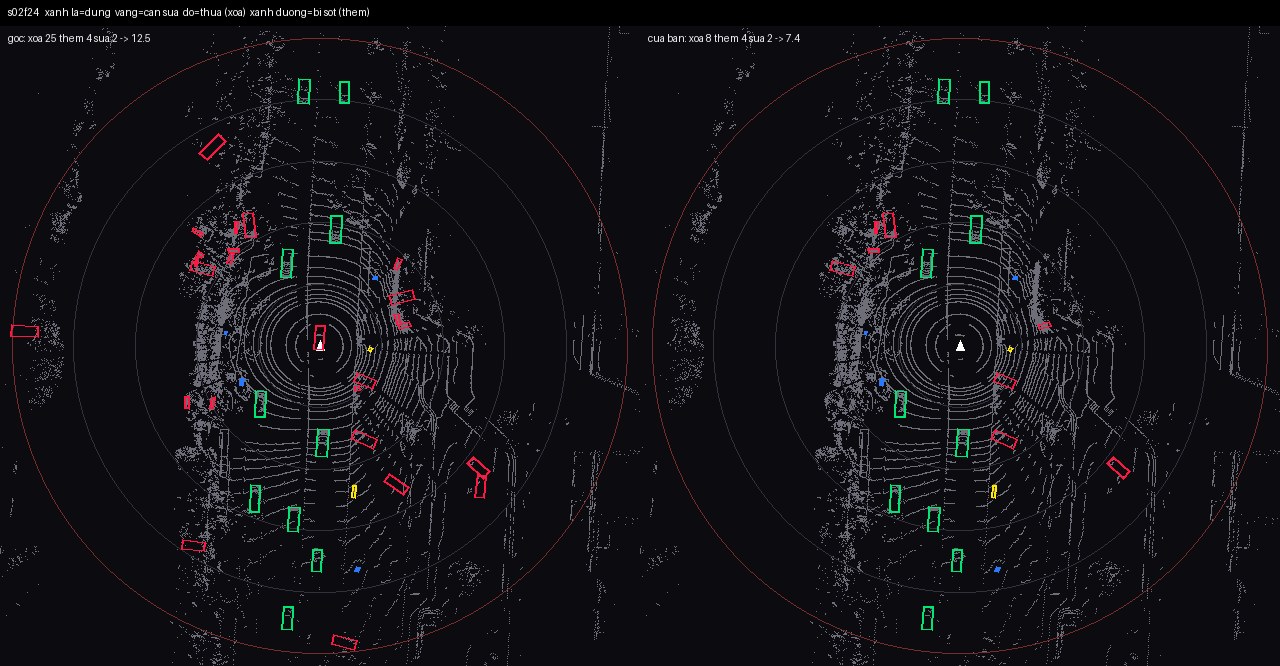 s02f24 xanh la=dung vang=can sua do=thua (xoa) xanh duong=bi sot (them)
goc: xoa 25 them 4 sua 2 -> 12.5
cua ban: xoa 8 them 4 sua 2 -> 7.4